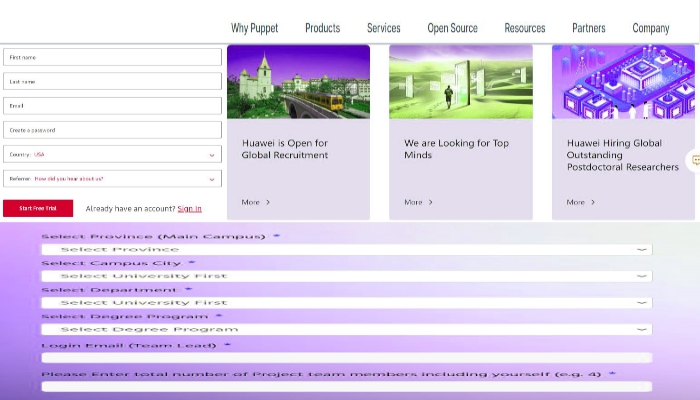 Why Puppet Products Services Open Source Resources Partners Company
First name
Last name
Email
Create a password
Country: USA
Referrer: How did you hear about us?
Start Free Trial Already have an account? Sign In
Huawei is Open for
Global Recruitment
More >
We are Looking for Top
Minds
More >
Huawei Hiring Global
Outstanding
Postdoctoral Researchers
More >
Select Province (Main Campus) *
Select Province
Select Campus City *
Select University First
Select Department *
Select University First
Select Degree Program *
Select Degree Program
Login Email (Team Lead) *
Please Enter total number of Project team members including yourself (e.g. 4) *